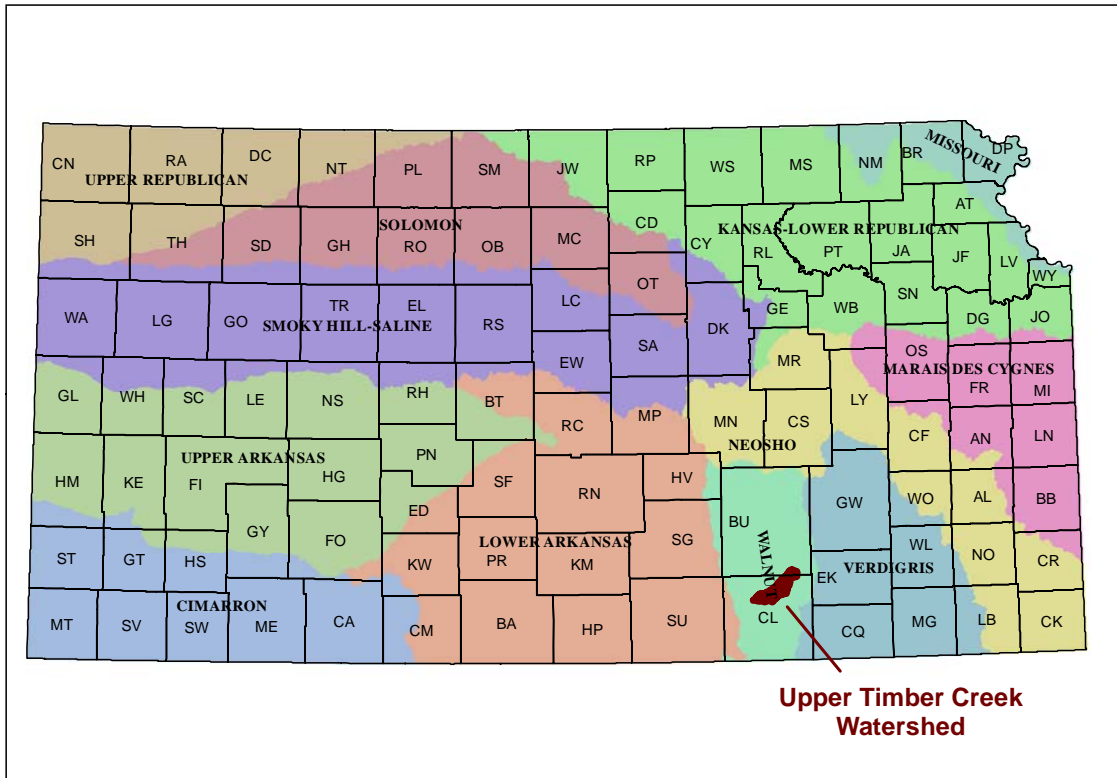 CN RA DC NT PL SM JW RP WS MS NM BR DP
MISSOURI
UPPER REPUBLICAN
AT
SH TH SD GH RO OB MC CD CY RL PT JA JF LV WY
SOLOMON
KANSAS-LOWER REPUBLICAN
OT
WA LG GO TR EL RS LC SA DK GE WB SN DG JO
SMOKY HILL-SALINE
EW MR OS FR MI
MARAIS DES CYGNES
GL WH SC LE NS RH BT RC MP MN CS LY CF AN LN
NEOSHO
UPPER ARKANSAS
HM KE FI HG PN SF RN HV BU GW WO AL BB
GY FO ED
ST GT HS KW PR KM SG EK WL NO CR
LOWER ARKANSAS
WALNUT
VERDIGRIS
CIMARRON
MT SV SW ME CA CM BA HP SU CL CQ MG LB CK
Upper Timber Creek
Watershed